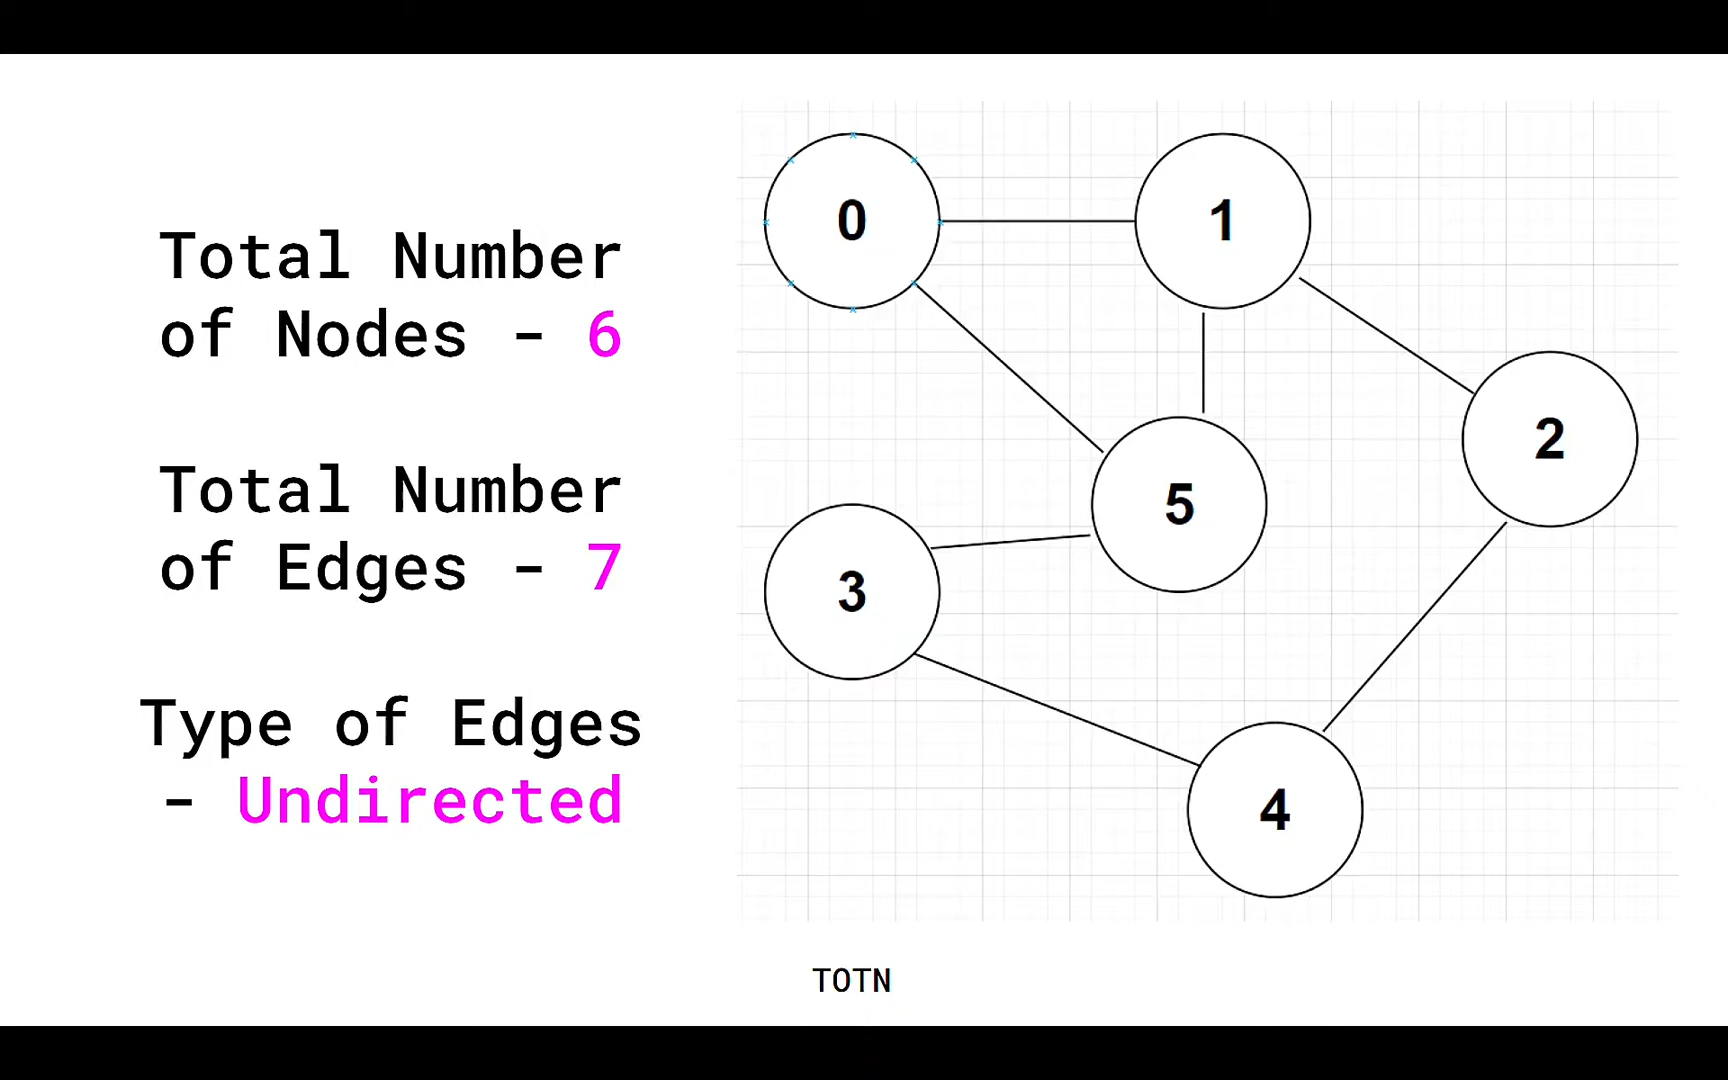 Total Number
of Nodes - 6
Total Number
of Edges - 7
Type of Edges
- Undirected
0
1
2
5
3
4
TOTN